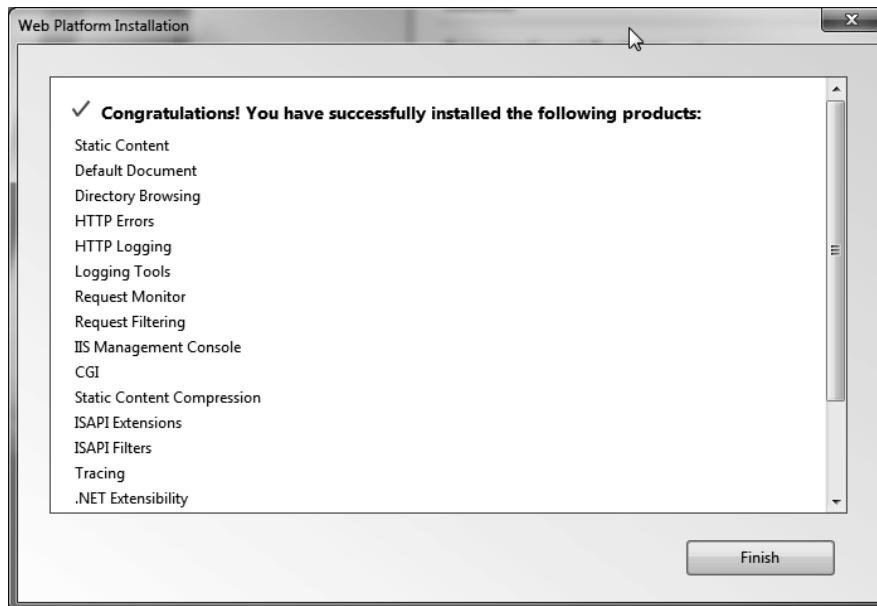 Web Platform Installation
Congratulations! You have successfully installed the following products:
Static Content
Default Document
Directory Browsing
HTTP Errors
HTTP Logging
Logging Tools
Request Monitor
Request Filtering
IIS Management Console
CGI
Static Content Compression
ISAPI Extensions
ISAPI Filters
Tracing
.NET Extensibility
Finish